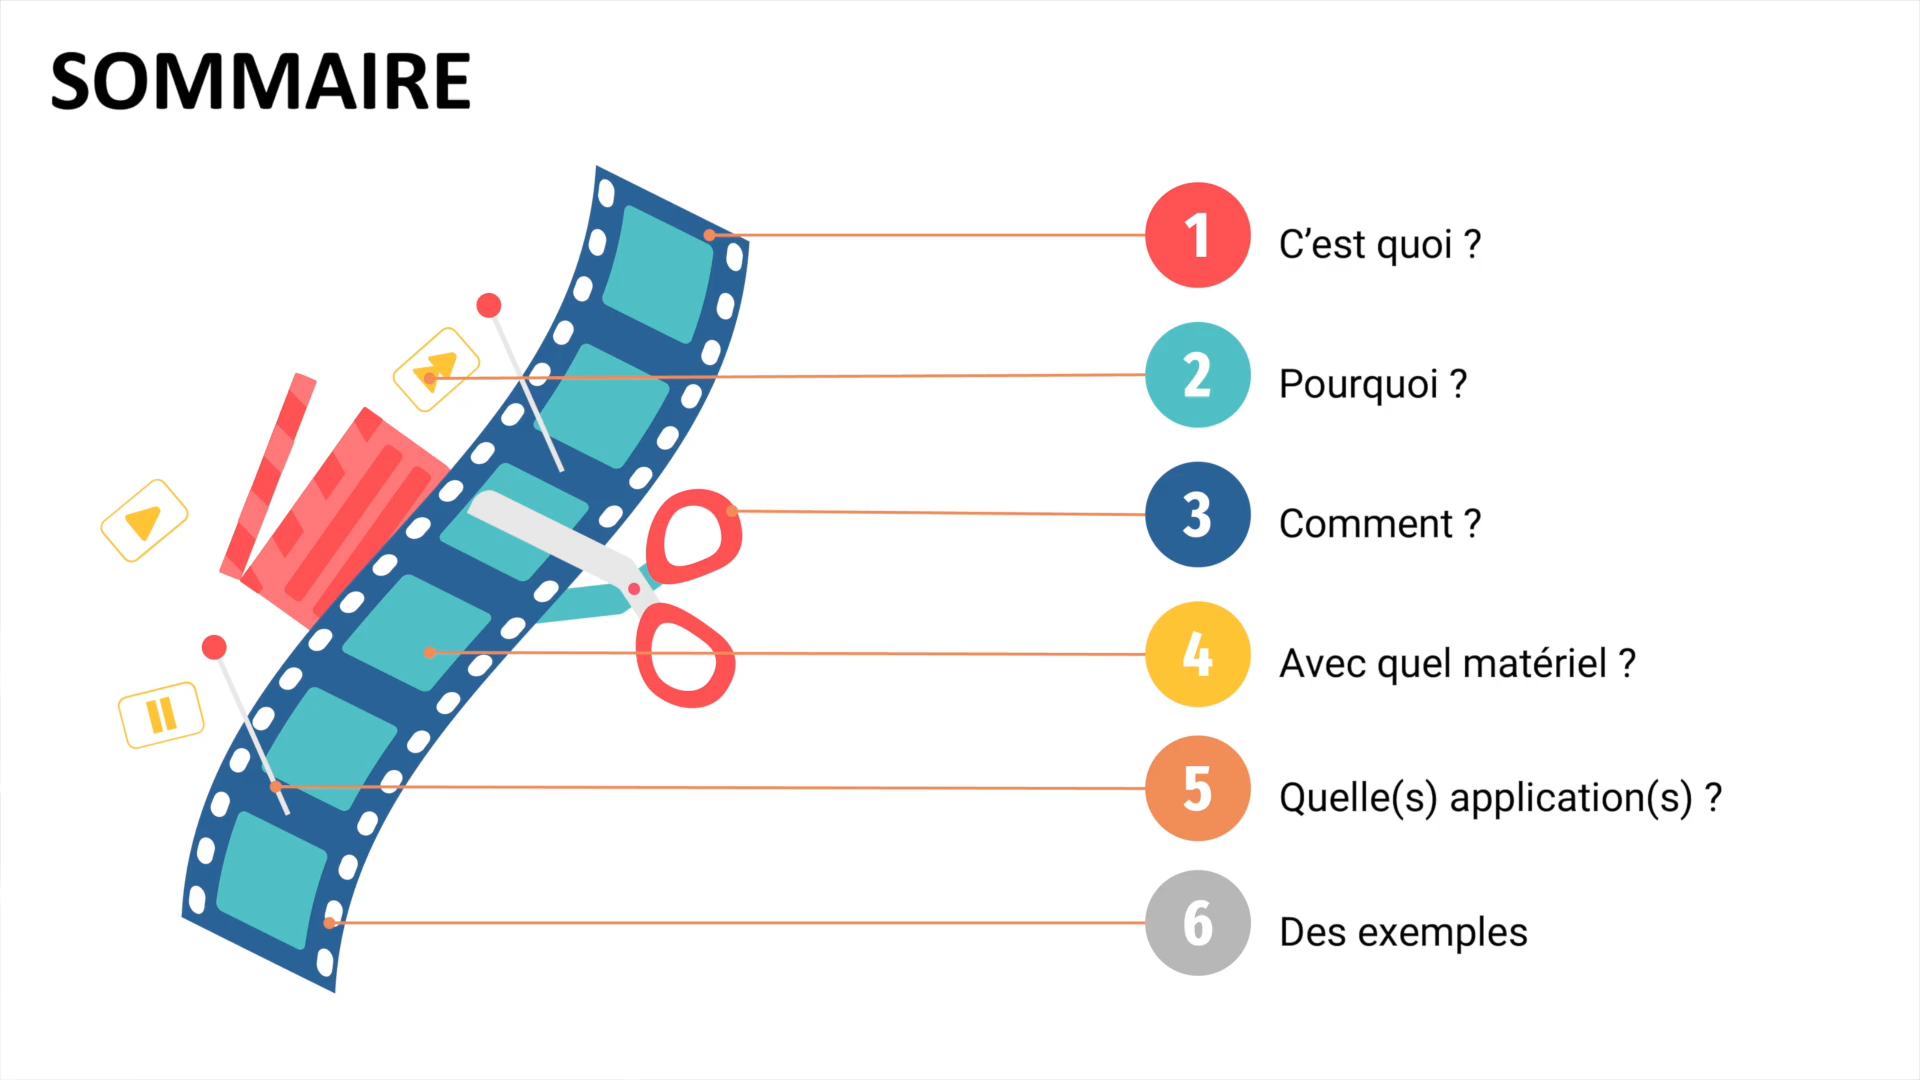 SOMMAIRE
1 C’est quoi ?
2 Pourquoi ?
3 Comment ?
4 Avec quel matériel ?
5 Quelle(s) application(s) ?
6 Des exemples